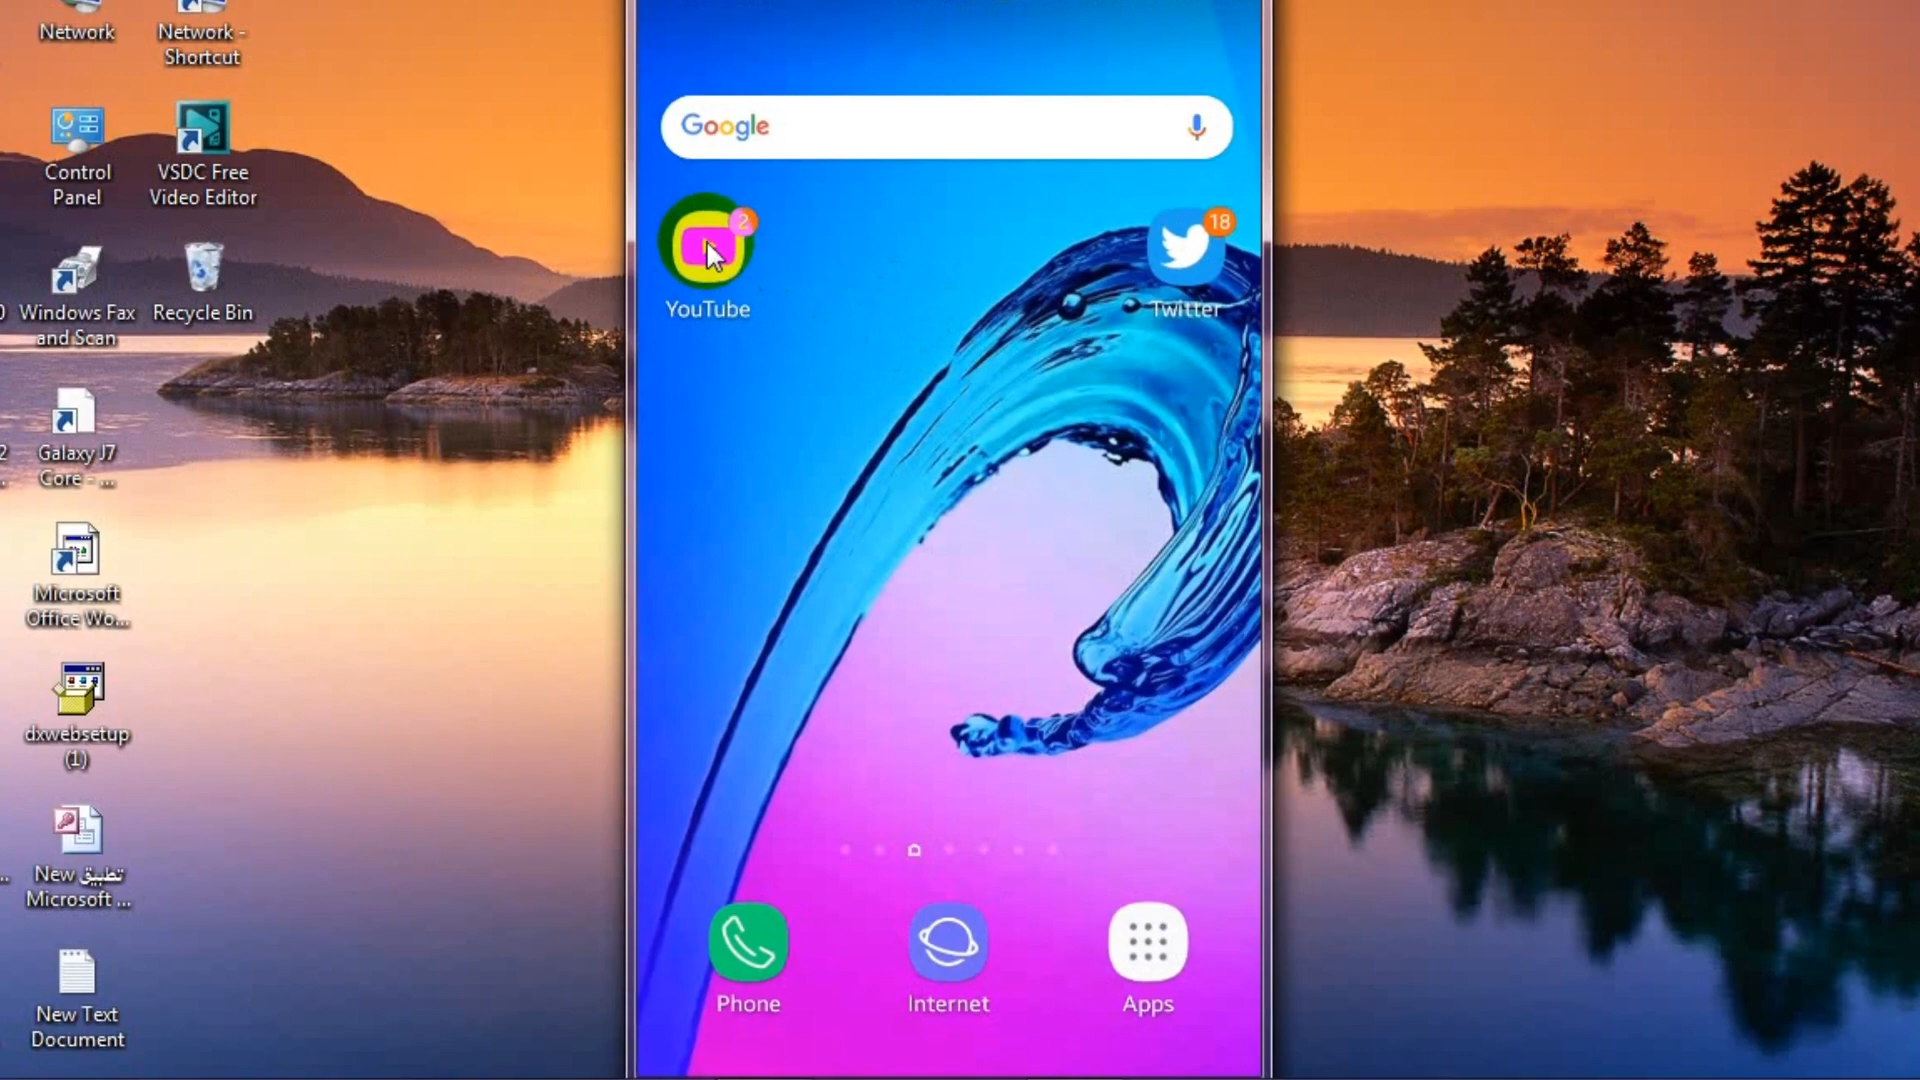 Network
Network -
Shortcut
Control
Panel
VSDC Free
Video Editor
Windows Fax
and Scan
Recycle Bin
Galaxy J7
Core - ...
Microsoft
Office Wo...
dxwebsetup
(1)
New تطبيق
Microsoft ...
New Text
Document
Google
2
YouTube
18
Twitter
Phone
Internet
Apps